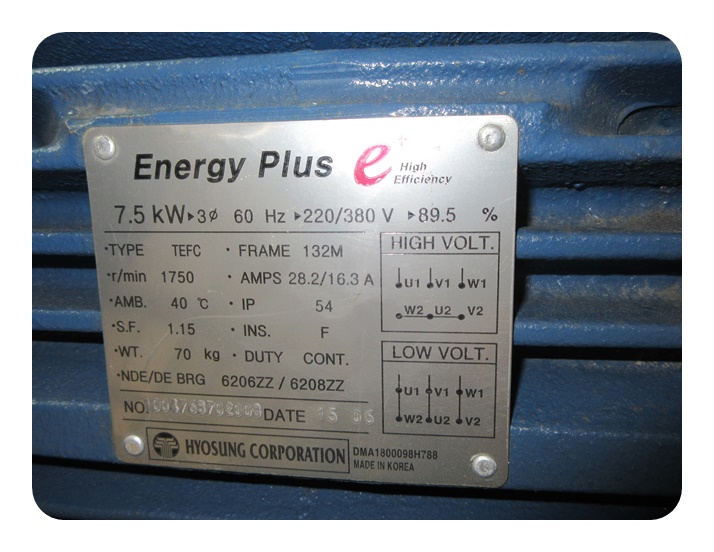 Energy Plus e High
Efficiency
7.5 kW ▸3ø 60 Hz ▸220/380 V ▸89.5 %
·TYPE TEFC · FRAME 132M
·r/min 1750 · AMPS 28.2/16.3 A
·AMB. 40 ℃ · IP 54
·S.F. 1.15 · INS. F
·WT. 70 kg · DUTY CONT.
·NDE/DE BRG 6206ZZ / 6208ZZ
NO. DATE
HIGH VOLT.
U1 V1 W1
W2 U2 V2
LOW VOLT.
U1 V1 W1
W2 U2 V2
HYOSUNG CORPORATION
DMA1800098H788
MADE IN KOREA